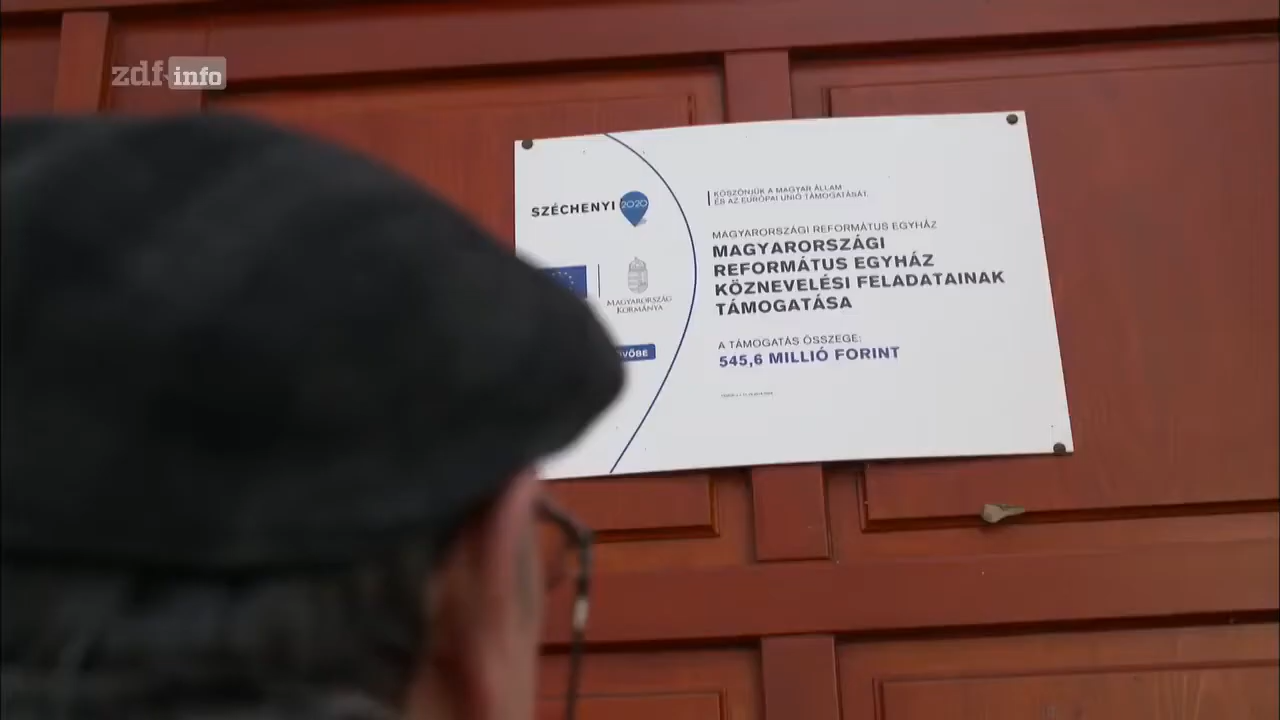 zdf info
SZÉCHENYI 2020
MAGYARORSZÁG
KORMÁNYA
KÖSZÖNJÜK A MAGYAR ÁLLAM
ÉS AZ EURÓPAI UNIÓ TÁMOGATÁSÁT.
MAGYARORSZÁGI REFORMÁTUS EGYHÁZ
MAGYARORSZÁGI
REFORMÁTUS EGYHÁZ
KÖZNEVELÉSI FELADATAINAK
TÁMOGATÁSA
A TÁMOGATÁS ÖSSZEGE:
545,6 MILLIÓ FORINT